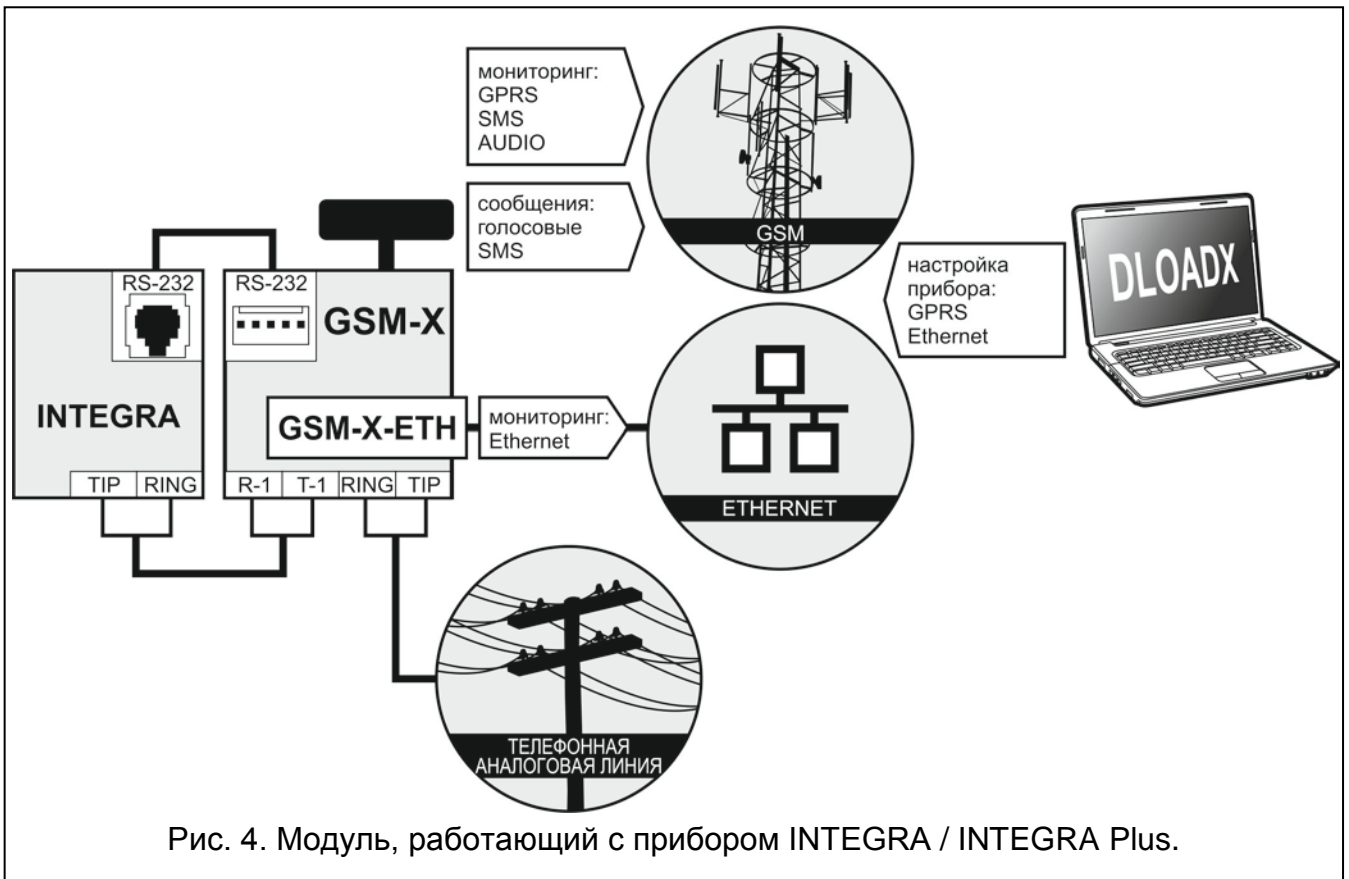 мониторинг:
GPRS
SMS
AUDIO
сообщения:
голосовые
SMS
GSM
настройка
прибора:
GPRS
Ethernet
DLOADX
RS-232
RS-232
GSM-X
INTEGRA
GSM-X-ETH
мониторинг:
Ethernet
TIP RING
R-1 T-1 RING TIP
ETHERNET
ТЕЛЕФОННАЯ
АНАЛОГОВАЯ ЛИНИЯ
Рис. 4. Модуль, работающий с прибором INTEGRA / INTEGRA Plus.